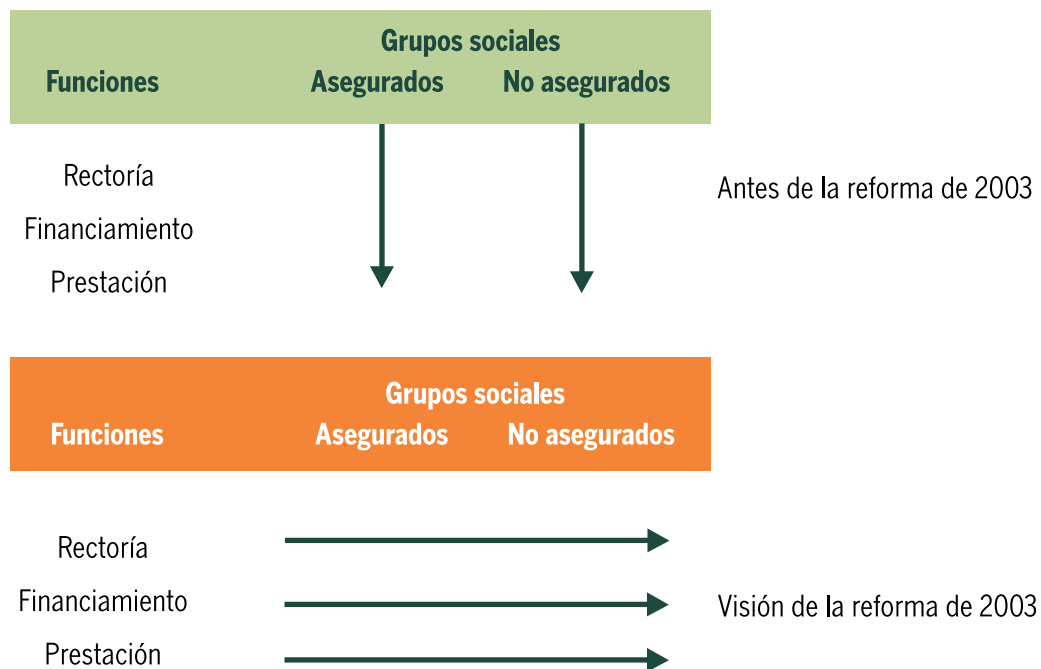 Grupos sociales
Funciones Asegurados No asegurados
Rectoría
Antes de la reforma de 2003
Financiamiento
Prestación
Grupos sociales
Funciones Asegurados No asegurados
Rectoría
Financiamiento
Visión de la reforma de 2003
Prestación